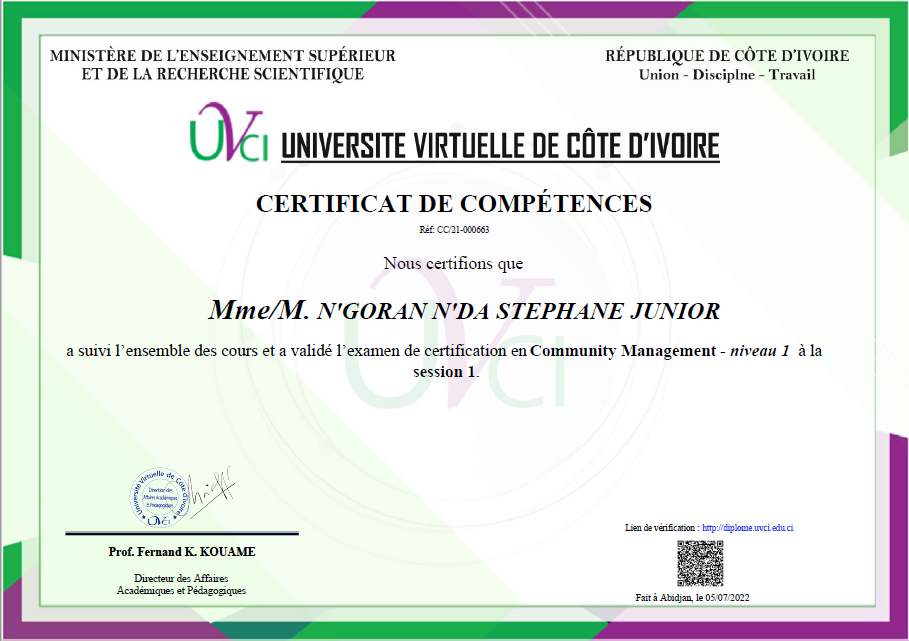 MINISTÈRE DE L'ENSEIGNEMENT SUPÉRIEUR
ET DE LA RECHERCHE SCIENTIFIQUE
RÉPUBLIQUE DE CÔTE D'IVOIRE
Union - Disciplne - Travail
UVCI UNIVERSITE VIRTUELLE DE CÔTE D'IVOIRE
CERTIFICAT DE COMPÉTENCES
Réf: CC/21-000663
Nous certifions que
Mme/M. N'GORAN N'DA STEPHANE JUNIOR
a suivi l'ensemble des cours et a validé l'examen de certification en Community Management - niveau 1 à la
session 1.
UVCI
Université Virtuelle de Côte d'Ivoire
Direction des
Affaires Académiques
et Pédagogiques
UVCI
Prof. Fernand K. KOUAME
Directeur des Affaires
Académiques et Pédagogiques
Lien de vérification : http://diplome.uvci.edu.ci
Fait à Abidjan, le 05/07/2022